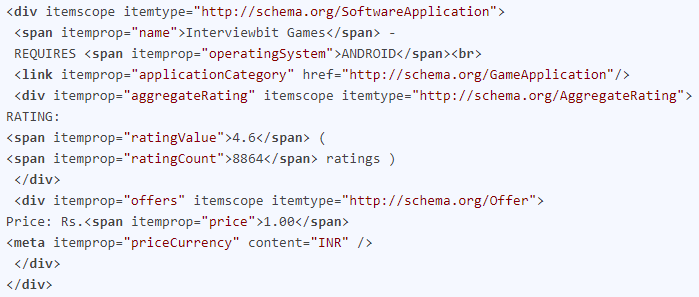 <div itemscope itemtype="http://schema.org/SoftwareApplication">
<span itemprop="name">Interviewbit Games</span> -
REQUIRES <span itemprop="operatingSystem">ANDROID</span><br>
<link itemprop="applicationCategory" href="http://schema.org/GameApplication"/>
<div itemprop="aggregateRating" itemscope itemtype="http://schema.org/AggregateRating">
RATING:
<span itemprop="ratingValue">4.6</span> (
<span itemprop="ratingCount">8864</span> ratings )
</div>
<div itemprop="offers" itemscope itemtype="http://schema.org/Offer">
Price: Rs.<span itemprop="price">1.00</span>
<meta itemprop="priceCurrency" content="INR" />
</div>
</div>